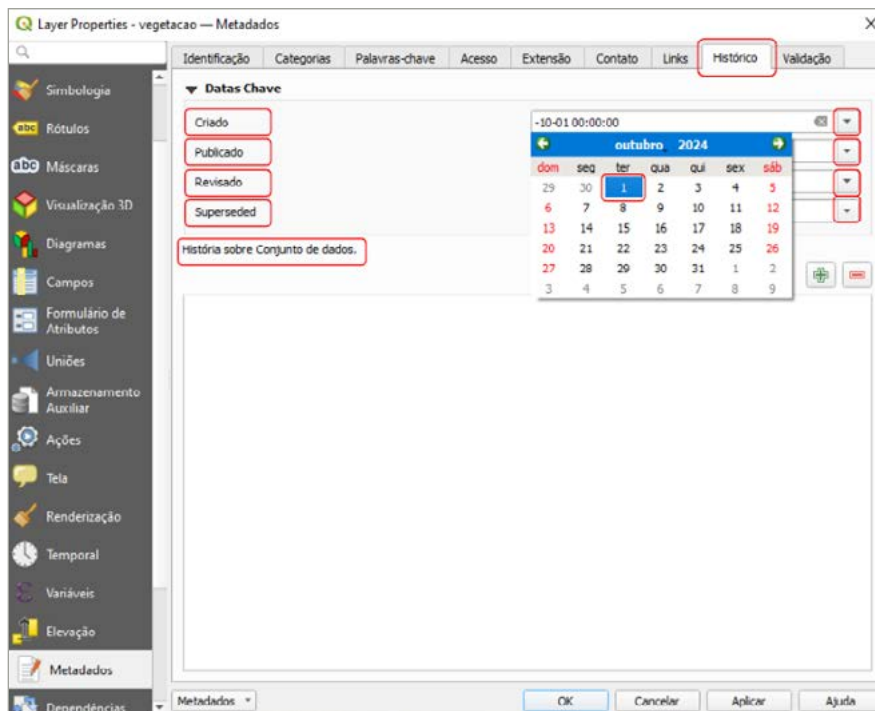 Layer Properties - vegetacao — Metadados
Identificação Categorias Palavras-chave Acesso Extensão Contato Links Histórico Validação
Simbologia
abc Rótulos
abc Máscaras
Visualização 3D
Diagramas
Campos
Formulário de
Atributos
Uniões
Armazenamento
Auxiliar
Ações
Tela
Renderização
Temporal
Variáveis
Elevação
Metadados
Dependências
Datas Chave
Criado
-10-01 00:00:00
Publicado
Revisado
Superseded
outubro 2024
dom seg ter qua qui sex sáb
29 30 1 2 3 4 5
6 7 8 9 10 11 12
13 14 15 16 17 18 19
20 21 22 23 24 25 26
27 28 29 30 31 1 2
3 4 5 6 7 8 9
História sobre Conjunto de dados.
Metadados
OK Cancelar Aplicar Ajuda